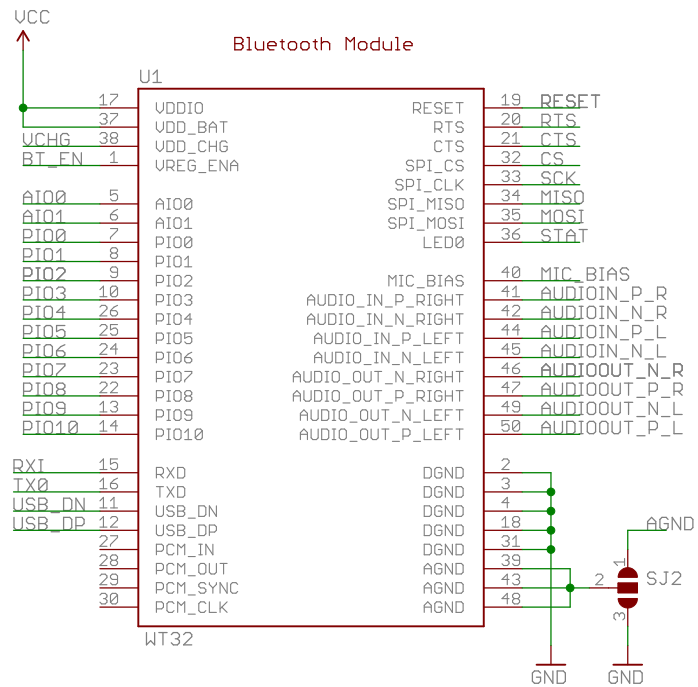 VCC
Bluetooth Module
U1
17 VDDIO RESET 19 RESET
37 VDD_BAT RTS 20 RTS
VCHG 38 VDD_CHG CTS 21 CTS
BT_EN 1 VREG_ENA SPI_CS 32 CS
SPI_CLK 33 SCK
AIO0 5 AIO0 SPI_MISO 34 MISO
AIO1 6 AIO1 SPI_MOSI 35 MOSI
PIO0 7 PIO0 LED0 36 STAT
PIO1 8 PIO1
PIO2 9 PIO2 MIC_BIAS 40 MIC_BIAS
PIO3 10 PIO3 AUDIO_IN_P_RIGHT 41 AUDIOIN_P_R
PIO4 26 PIO4 AUDIO_IN_N_RIGHT 42 AUDIOIN_N_R
PIO5 25 PIO5 AUDIO_IN_P_LEFT 44 AUDIOIN_P_L
PIO6 24 PIO6 AUDIO_IN_N_LEFT 45 AUDIOIN_N_L
PIO7 23 PIO7 AUDIO_OUT_N_RIGHT 46 AUDIOOUT_N_R
PIO8 22 PIO8 AUDIO_OUT_P_RIGHT 47 AUDIOOUT_P_R
PIO9 13 PIO9 AUDIO_OUT_N_LEFT 49 AUDIOOUT_N_L
PIO10 14 PIO10 AUDIO_OUT_P_LEFT 50 AUDIOOUT_P_L
RXI 15 RXD DGND 2
TXO 16 TXD DGND 3
USB_DN 11 USB_DN DGND 4
USB_DP 12 USB_DP DGND 18 AGND
27 PCM_IN DGND 31
28 PCM_OUT AGND 39 1
29 PCM_SYNC AGND 43 2 SJ2
30 PCM_CLK AGND 48 3
WT32
GND GND